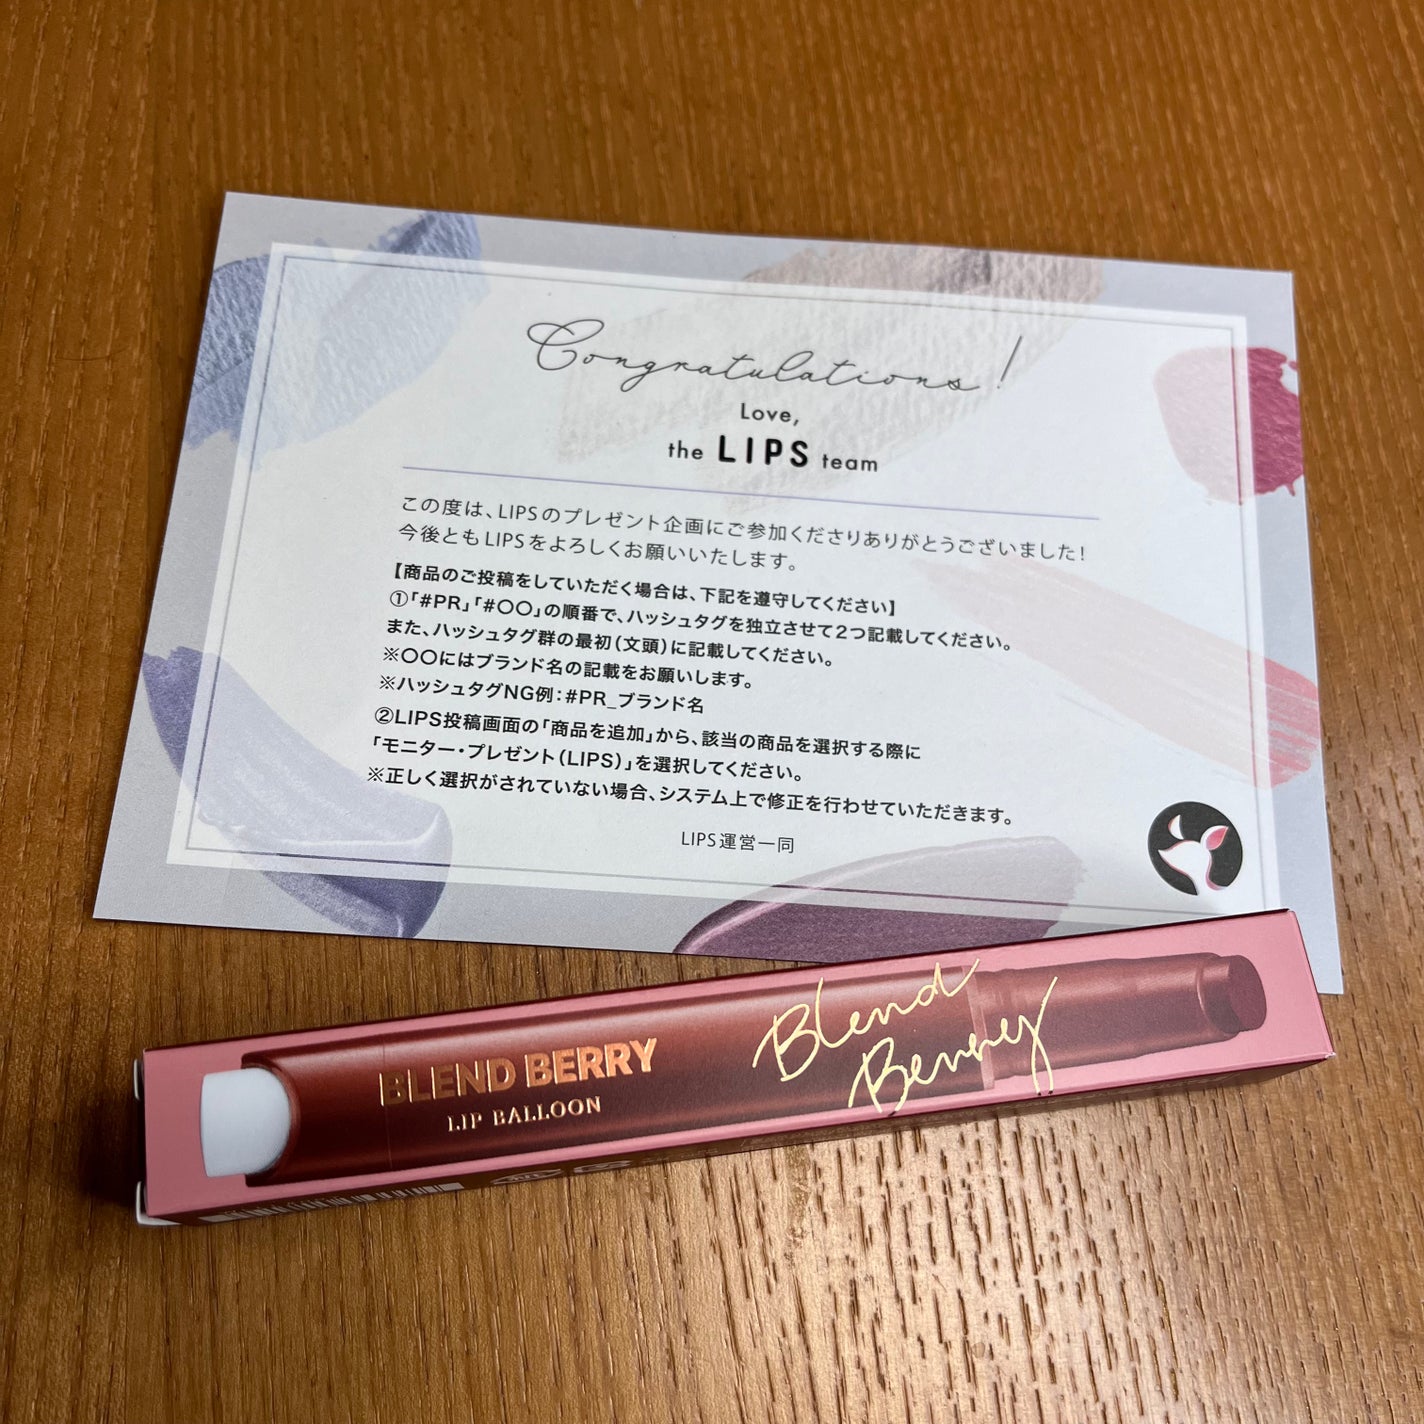 Congratulations!
Love,
the LIPS team
この度は、LIPSのプレゼント企画にご参加くださりありがとうございました!
今後ともLIPSをよろしくお願いいたします。
【商品のご投稿をしていただく場合は、下記を遵守してください】
①「#PR」「#〇〇」の順番で、ハッシュタグを独立させて2つ記載してください。
また、ハッシュタグ群の最初(文頭)に記載してください。
※〇〇にはブランド名の記載をお願いします。
※ハッシュタグNG例:#PR_ブランド名
②LIPS投稿画面の「商品を追加」から、該当の商品を選択する際に
「モニター・プレゼント(LIPS)」を選択してください。
※正しく選択がされていない場合、システム上で修正を行わせていただきます。
LIPS運営一同
BLEND BERRY
LIP BALLOON
Blend
Berry